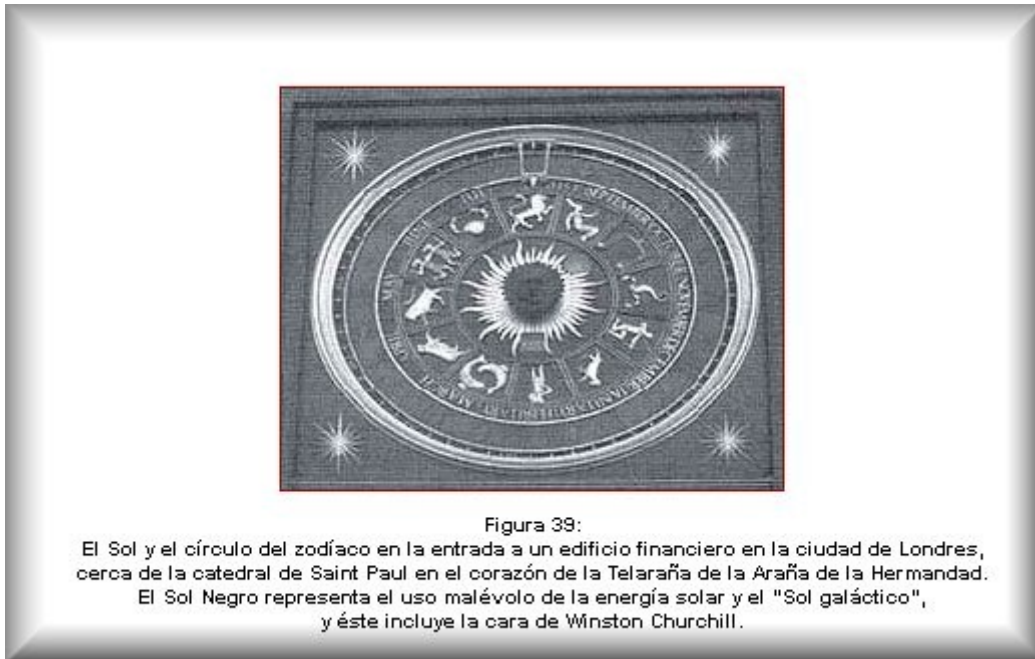 Figura 39:
El Sol y el círculo del zodíaco en la entrada a un edificio financiero en la ciudad de Londres,
cerca de la catedral de Saint Paul en el corazón de la Telaraña de la Araña de la Hermandad.
El Sol Negro representa el uso malévolo de la energía solar y el "Sol galáctico",
y éste incluye la cara de Winston Churchill.
SEPTEMBER
MARCH
MAY